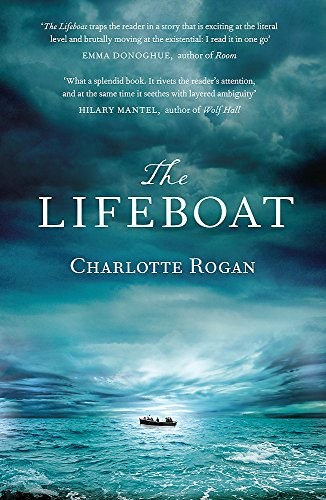 ‘The Lifeboat traps the reader in a story that is exciting at the literal
level and brutally moving at the existential: I read it in one go’
EMMA DONOGHUE, author of Room
‘What a splendid book. It rivets the reader’s attention,
and at the same time it seethes with layered ambiguity’
HILARY MANTEL, author of Wolf Hall
The
LIFEBOAT
CHARLOTTE ROGAN